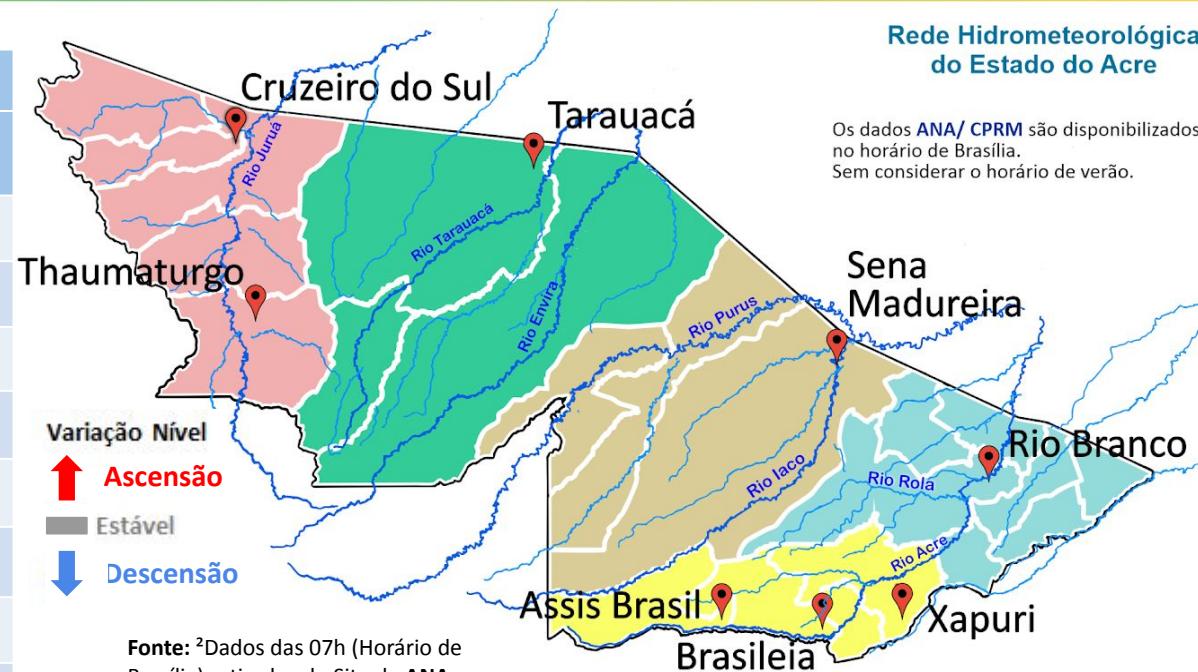 Rede Hidrometeorológica
do Estado do Acre
Os dados ANA/ CPRM são disponibilizados
no horário de Brasília.
Sem considerar o horário de verão.
Cruzeiro do Sul
Tarauacá
Rio Juruá
Rio Tarauacá
Thaumaturgo
Rio Envira
Sena
Madureira
Rio Purus
Variação Nível
Ascensão
Estável
Descensão
Rio Branco
Rio Iaco
Rio Rola
Rio Acre
Assis Brasil
Xapuri
Brasileia
Fonte: ²Dados das 07h (Horário de